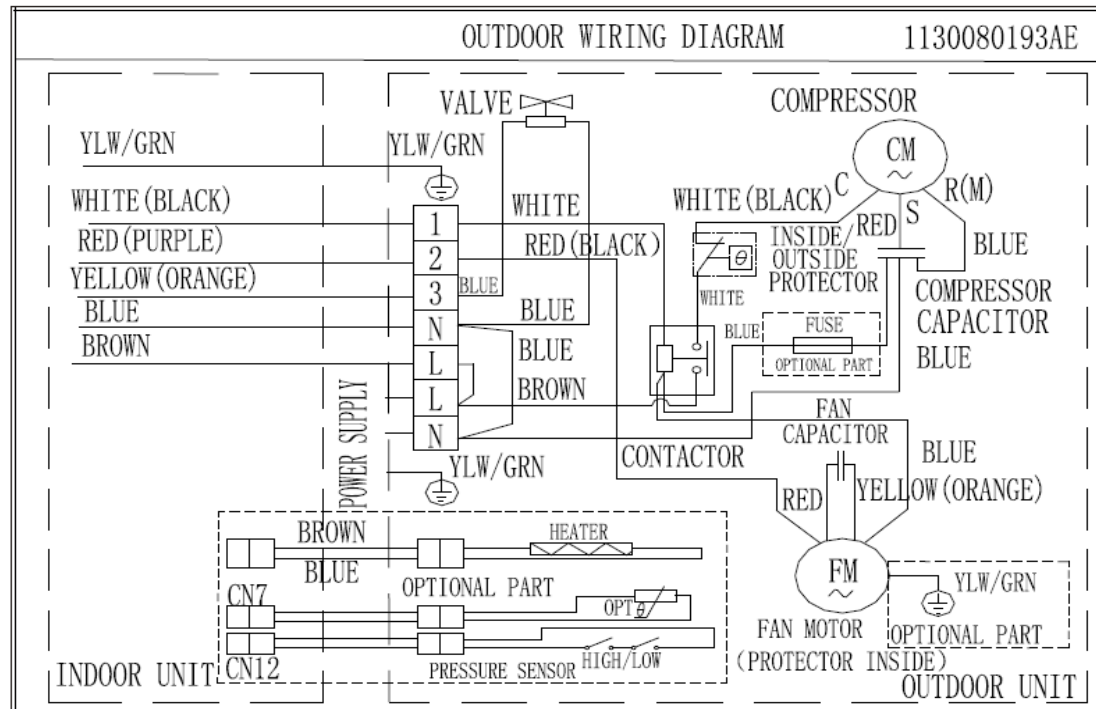 OUTDOOR WIRING DIAGRAM 1130080193AE
VALVE
COMPRESSOR
YLW/GRN
YLW/GRN
CM
~
C
R(M)
S
WHITE(BLACK)
WHITE
WHITE(BLACK)
RED
1
RED(PURPLE)
RED(BLACK)
INSIDE/
OUTSIDE
PROTECTOR
θ
BLUE
2
YELLOW(ORANGE)
BLUE
3
WHITE
COMPRESSOR
CAPACITOR
BLUE
BLUE
BLUE
N
BLUE
FUSE
OPTIONAL PART
BROWN
BLUE
L
BROWN
L
N
FAN
CAPACITOR
CONTACTOR
POWER SUPPLY
YLW/GRN
BLUE
RED
YELLOW(ORANGE)
BROWN
HEATER
BLUE
OPTIONAL PART
FM
~
YLW/GRN
CN7
OPT
θ
FAN MOTOR
(PROTECTOR INSIDE)
OPTIONAL PART
CN12
PRESSURE SENSOR
HIGH/LOW
INDOOR UNIT
OUTDOOR UNIT